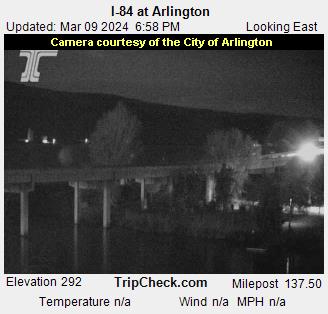 I-84 at Arlington
Updated: Mar 09 2024 6:58 PM Looking East
Camera courtesy of the City of Arlington
Elevation 292 TripCheck.com Milepost 137.50
Temperature n/a Wind n/a MPH n/a